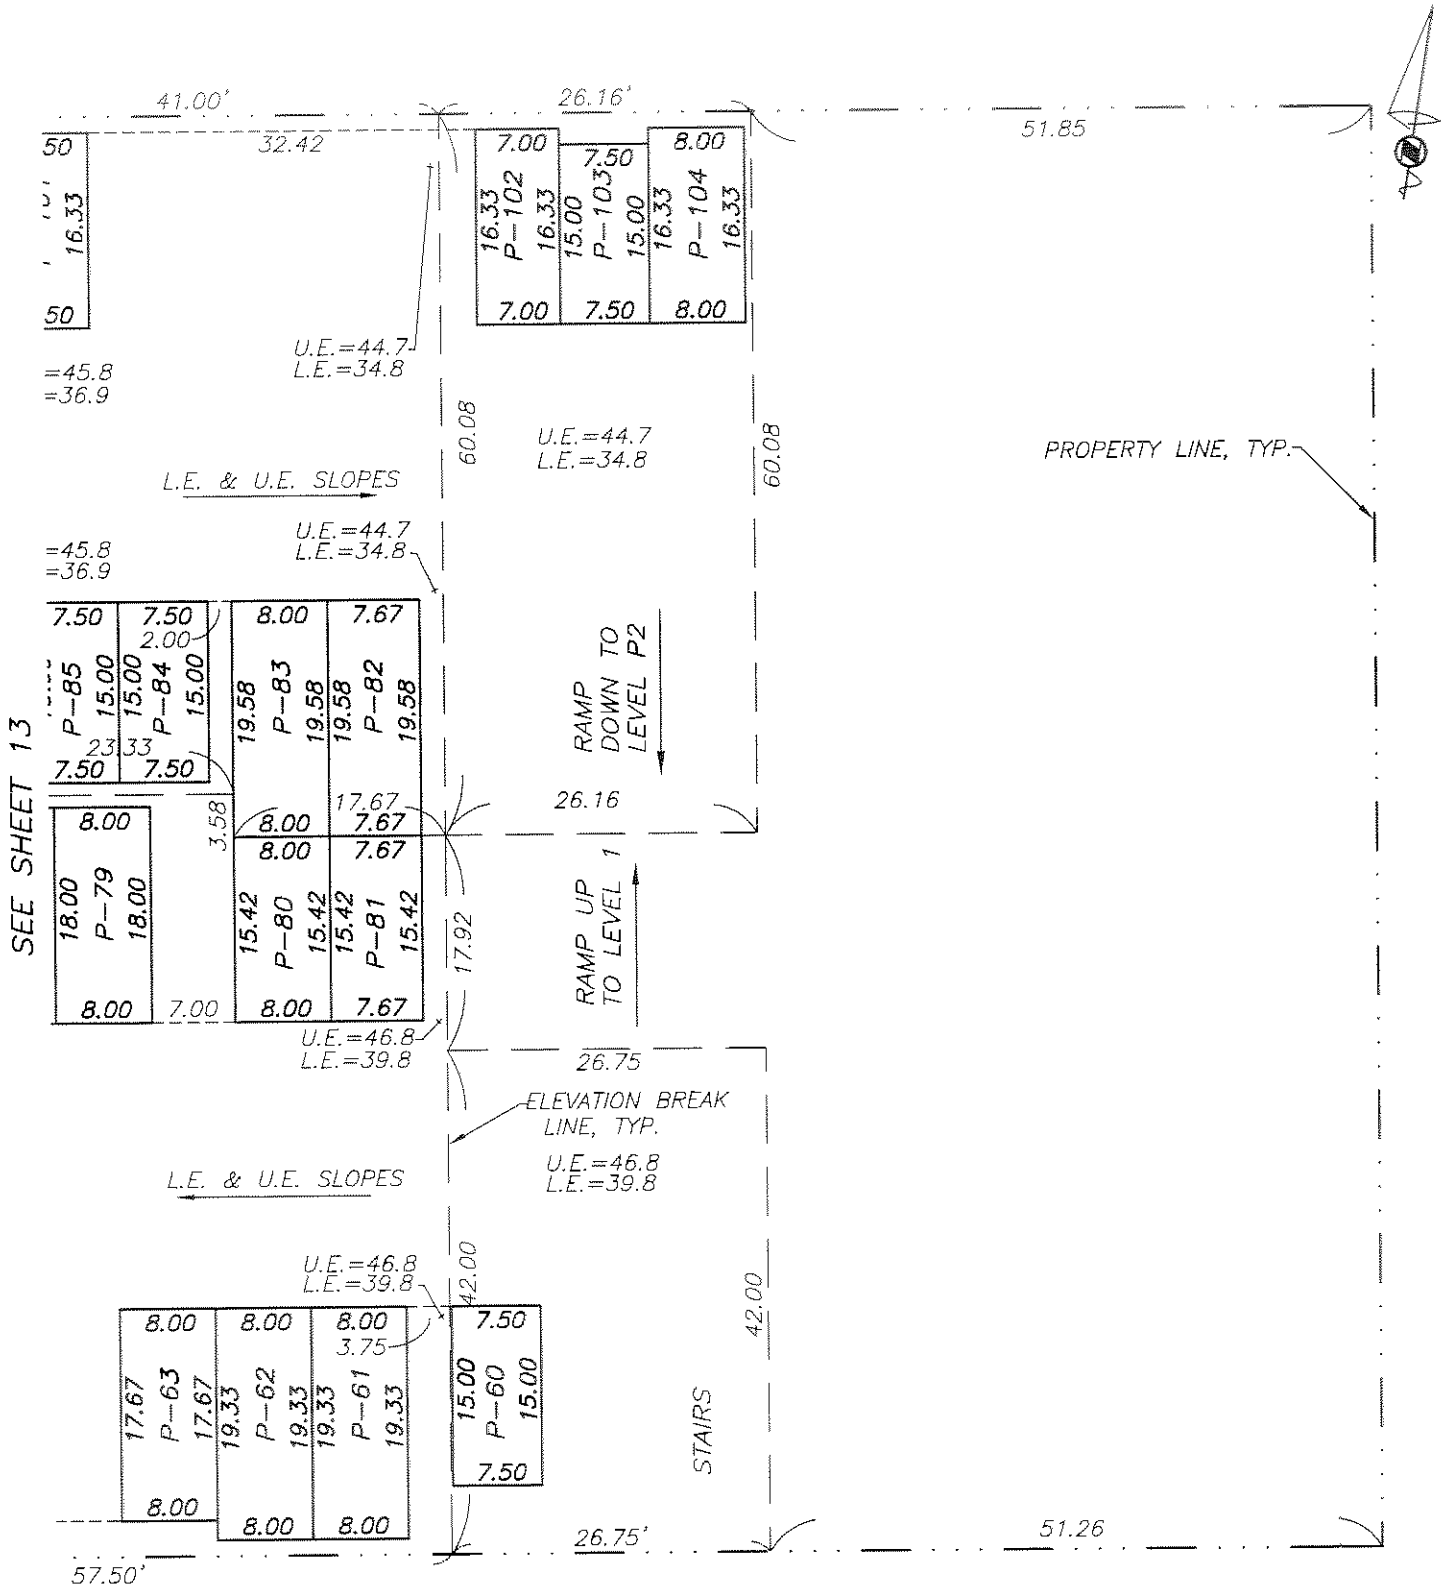 41.00'
26.16'
51.85
32.42
50
16.33
50
7.00
7.50
8.00
16.33
P-102
16.33
15.00
P-103
15.00
16.33
P-104
16.33
7.00
7.50
8.00
U.E.=44.7
L.E.=34.8
=45.8
=36.9
60.08
U.E.=44.7
L.E.=34.8
60.08
PROPERTY LINE, TYP.
L.E. & U.E. SLOPES
U.E.=44.7
L.E.=34.8
=45.8
=36.9
7.50
7.50
2.00
8.00
7.67
P-85
15.00
15.00
P-84
15.00
19.58
P-83
19.58
19.58
P-82
19.58
RAMP
DOWN TO
LEVEL P2
SEE SHEET 13
23.33
7.50
7.50
3.58
17.67
8.00
7.67
26.16
8.00
8.00
7.67
18.00
P-79
18.00
15.42
P-80
15.42
15.42
P-81
15.42
17.92
RAMP UP
TO LEVEL 1
8.00
7.00
8.00
7.67
U.E.=46.8
L.E.=39.8
26.75
ELEVATION BREAK
LINE, TYP.
U.E.=46.8
L.E.=39.8
L.E. & U.E. SLOPES
U.E.=46.8
L.E.=39.8
42.00
42.00
8.00
8.00
8.00
3.75
7.50
17.67
P-63
17.67
19.33
P-62
19.33
19.33
P-61
19.33
15.00
P-60
15.00
STAIRS
7.50
8.00
8.00
8.00
26.75'
51.26
57.50'